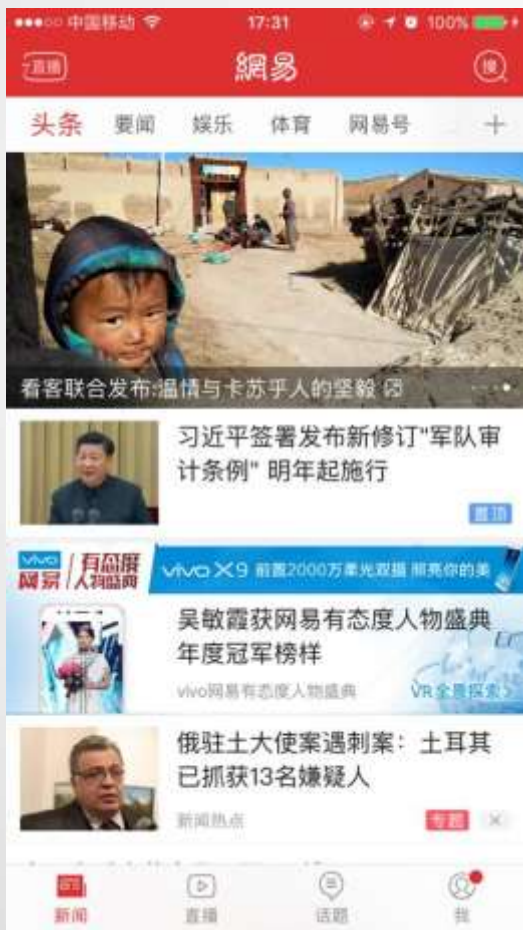 中国移动 17:31 100%
直播 網易 搜
头条 要闻 娱乐 体育 网易号
看客联合发布:温情与卡苏乎人的坚毅
习近平签署发布新修订"军队审
计条例" 明年起施行
置顶
vivo
网易 有态度
人物盛典
vivo X9 前置2000万柔光双摄 照亮你的美
吴敏霞获网易有态度人物盛典
年度冠军榜样
vivo网易有态度人物盛典 VR全景探索
俄驻土大使案遇刺案：土耳其
已抓获13名嫌疑人
新闻热点 专题
新闻 直播 话题 我